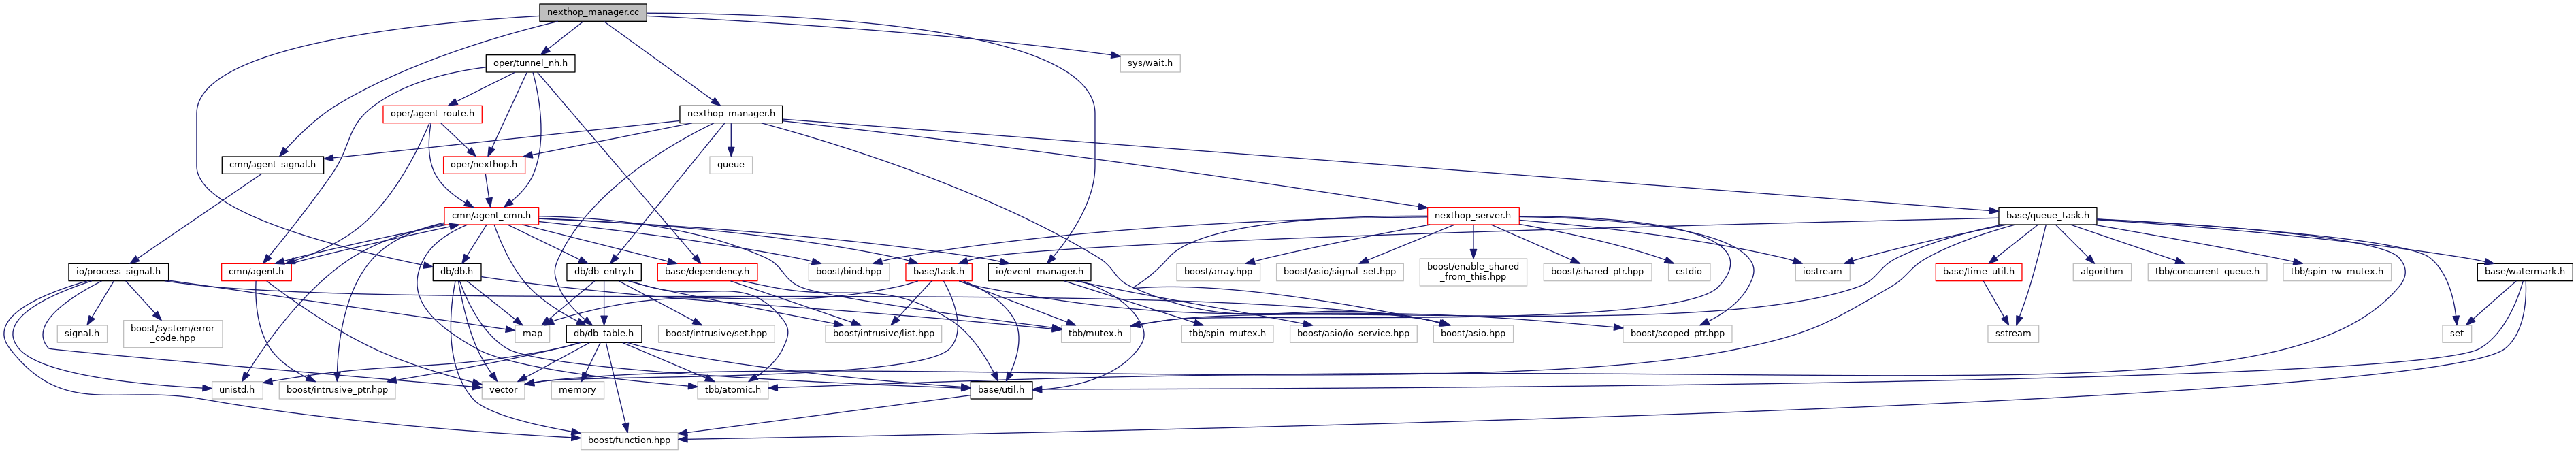 nexthop_manager.cc
oper/tunnel_nh.h
sys/wait.h
oper/agent_route.h
nexthop_manager.h
cmn/agent_signal.h
oper/nexthop.h
queue
cmn/agent_cmn.h
nexthop_server.h
base/queue_task.h
io/process_signal.h
cmn/agent.h
db/db.h
db/db_entry.h
base/dependency.h
boost/bind.hpp
base/task.h
io/event_manager.h
boost/array.hpp
boost/asio/signal_set.hpp
boost/enable_shared
_from_this.hpp
boost/shared_ptr.hpp
cstdio
iostream
base/time_util.h
algorithm
tbb/concurrent_queue.h
tbb/spin_rw_mutex.h
base/watermark.h
signal.h
boost/system/error
_code.hpp
map
db/db_table.h
boost/intrusive/set.hpp
boost/intrusive/list.hpp
tbb/mutex.h
tbb/spin_mutex.h
boost/asio/io_service.hpp
boost/asio.hpp
boost/scoped_ptr.hpp
sstream
set
unistd.h
boost/intrusive_ptr.hpp
vector
memory
tbb/atomic.h
base/util.h
boost/function.hpp